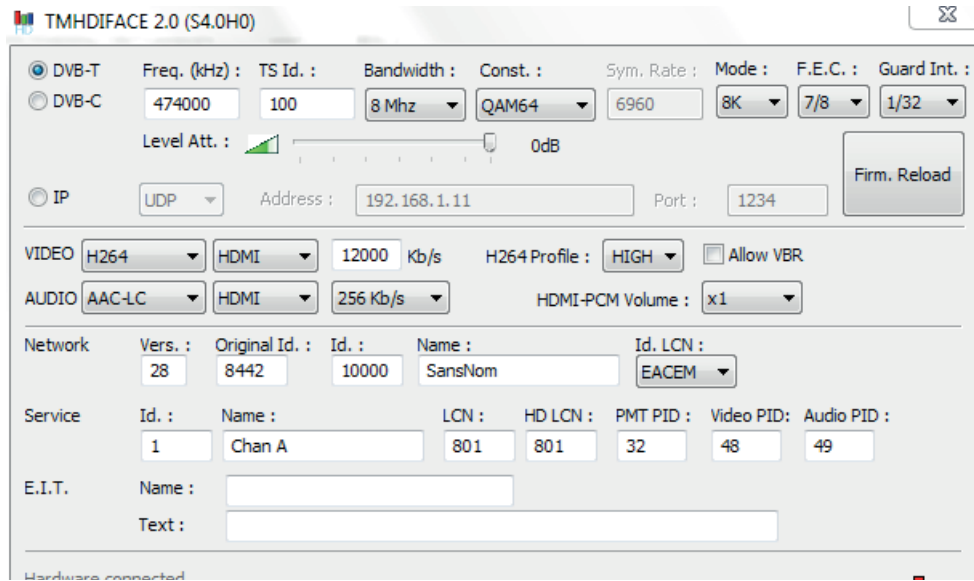 TMHDIFACE 2.0 (S4.0H0)
DVB-T Freq. (kHz) : TS Id. : Bandwidth : Const. : Sym. Rate : Mode : F.E.C. : Guard Int. :
DVB-C 474000 100 8 Mhz QAM64 6960 8K 7/8 1/32
Level Att. : 0dB
Firm. Reload
IP UDP Address : 192.168.1.11 Port : 1234
VIDEO H264 HDMI 12000 Kb/s H264 Profile : HIGH Allow VBR
AUDIO AAC-LC HDMI 256 Kb/s HDMI-PCM Volume : x1
Network Vers. : Original Id. : Id. : Name : Id. LCN :
28 8442 10000 SansNom EACEM
Service Id. : Name : LCN : HD LCN : PMT PID : Video PID: Audio PID :
1 Chan A 801 801 32 48 49
E.I.T. Name :
Text :
Hardware connected